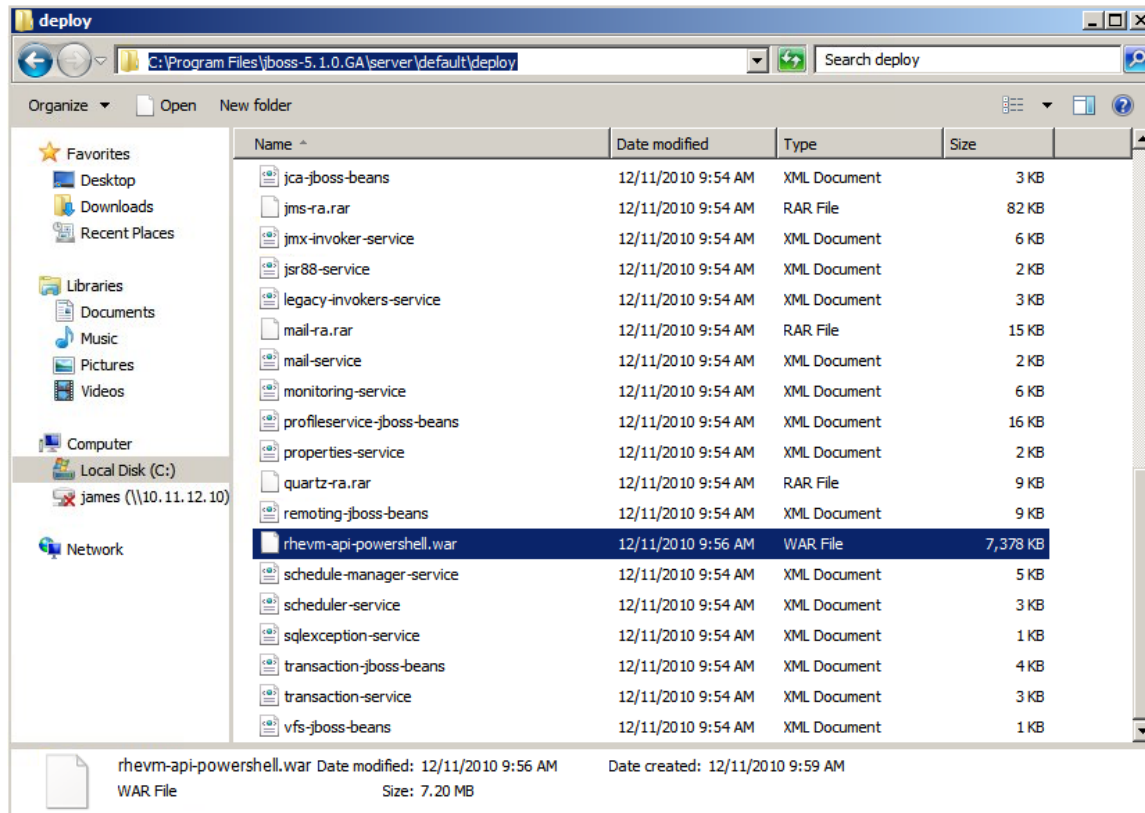 deploy
C:\Program Files\jboss-5.1.0.GA\server\default\deploy
Search deploy
Organize Open New folder
Favorites
Desktop
Downloads
Recent Places
Libraries
Documents
Music
Pictures
Videos
Computer
Local Disk (C:)
james (\\10.11.12.10)
Network
Name Date modified Type Size
jca-jboss-beans 12/11/2010 9:54 AM XML Document 3 KB
jms-ra.rar 12/11/2010 9:54 AM RAR File 82 KB
jmx-invoker-service 12/11/2010 9:54 AM XML Document 6 KB
jsr88-service 12/11/2010 9:54 AM XML Document 2 KB
legacy-invokers-service 12/11/2010 9:54 AM XML Document 3 KB
mail-ra.rar 12/11/2010 9:54 AM RAR File 15 KB
mail-service 12/11/2010 9:54 AM XML Document 2 KB
monitoring-service 12/11/2010 9:54 AM XML Document 6 KB
profileservice-jboss-beans 12/11/2010 9:54 AM XML Document 16 KB
properties-service 12/11/2010 9:54 AM XML Document 2 KB
quartz-ra.rar 12/11/2010 9:54 AM RAR File 9 KB
remoting-jboss-beans 12/11/2010 9:54 AM XML Document 9 KB
rhevm-api-powershell.war 12/11/2010 9:56 AM WAR File 7,378 KB
schedule-manager-service 12/11/2010 9:54 AM XML Document 5 KB
scheduler-service 12/11/2010 9:54 AM XML Document 3 KB
sqlexception-service 12/11/2010 9:54 AM XML Document 1 KB
transaction-jboss-beans 12/11/2010 9:54 AM XML Document 4 KB
transaction-service 12/11/2010 9:54 AM XML Document 3 KB
vfs-jboss-beans 12/11/2010 9:54 AM XML Document 1 KB
rhevm-api-powershell.war Date modified: 12/11/2010 9:56 AM Date created: 12/11/2010 9:59 AM
WAR File Size: 7.20 MB